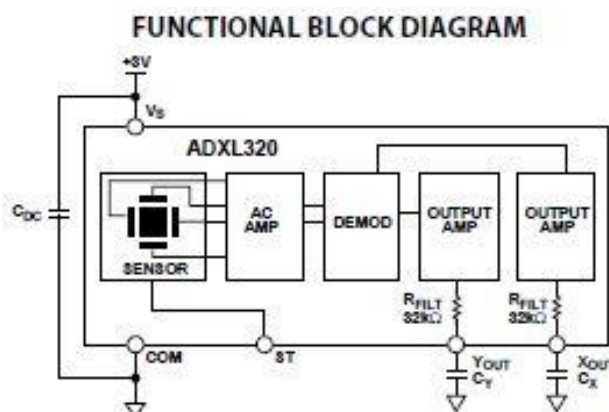 FUNCTIONAL BLOCK DIAGRAM
+3V
VS
ADXL320
CDC
AC
AMP
DEMOD
OUTPUT
AMP
OUTPUT
AMP
SENSOR
RFILT
32kΩ
RFILT
32kΩ
COM
ST
YOUT
CY
XOUT
CX